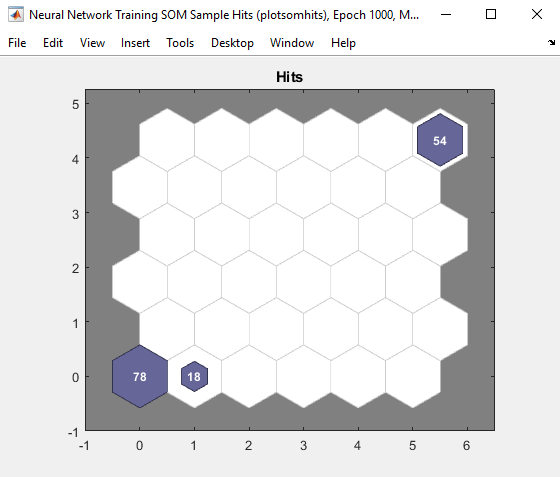 Neural Network Training SOM Sample Hits (plotsomhits), Epoch 1000, M...
File Edit View Insert Tools Desktop Window Help
Hits
5
54
4
3
2
1
0
78 18
-1
-1 0 1 2 3 4 5 6